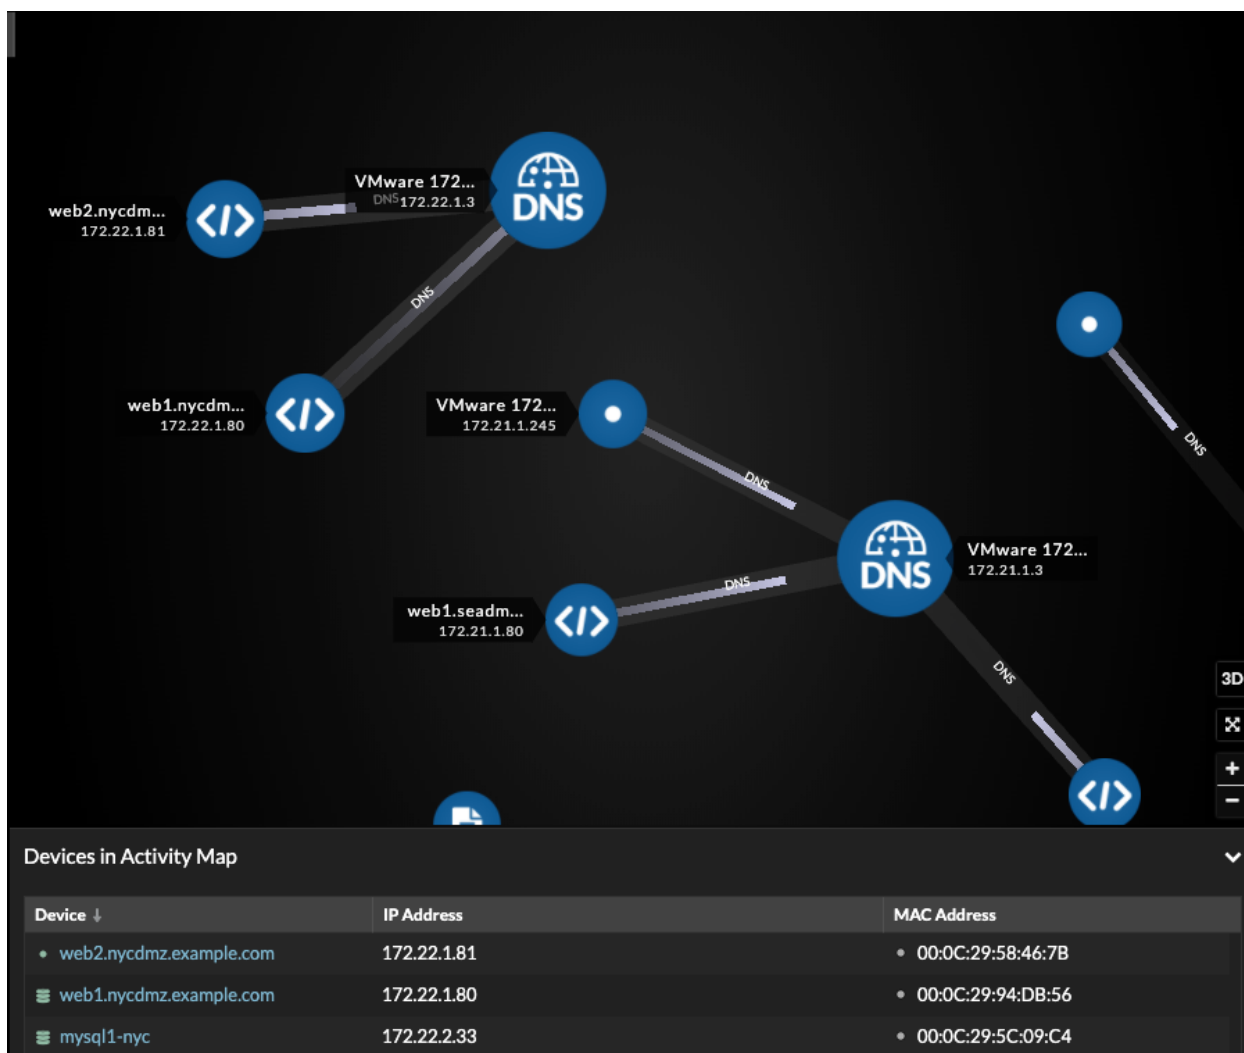 VMware 172...
172.22.1.3
DNS
DNS
web2.nycdm...
172.22.1.81
DNS
web1.nycdm...
172.22.1.80
VMware 172...
172.21.1.245
DNS
DNS
DNS
VMware 172...
172.21.1.3
DNS
web1.seadm...
172.21.1.80
DNS
3D
Devices in Activity Map
Device IP Address MAC Address
web2.nycdmz.example.com 172.22.1.81 00:0C:29:58:46:7B
web1.nycdmz.example.com 172.22.1.80 00:0C:29:94:DB:56
mysql1-nyc 172.22.2.33 00:0C:29:5C:09:C4